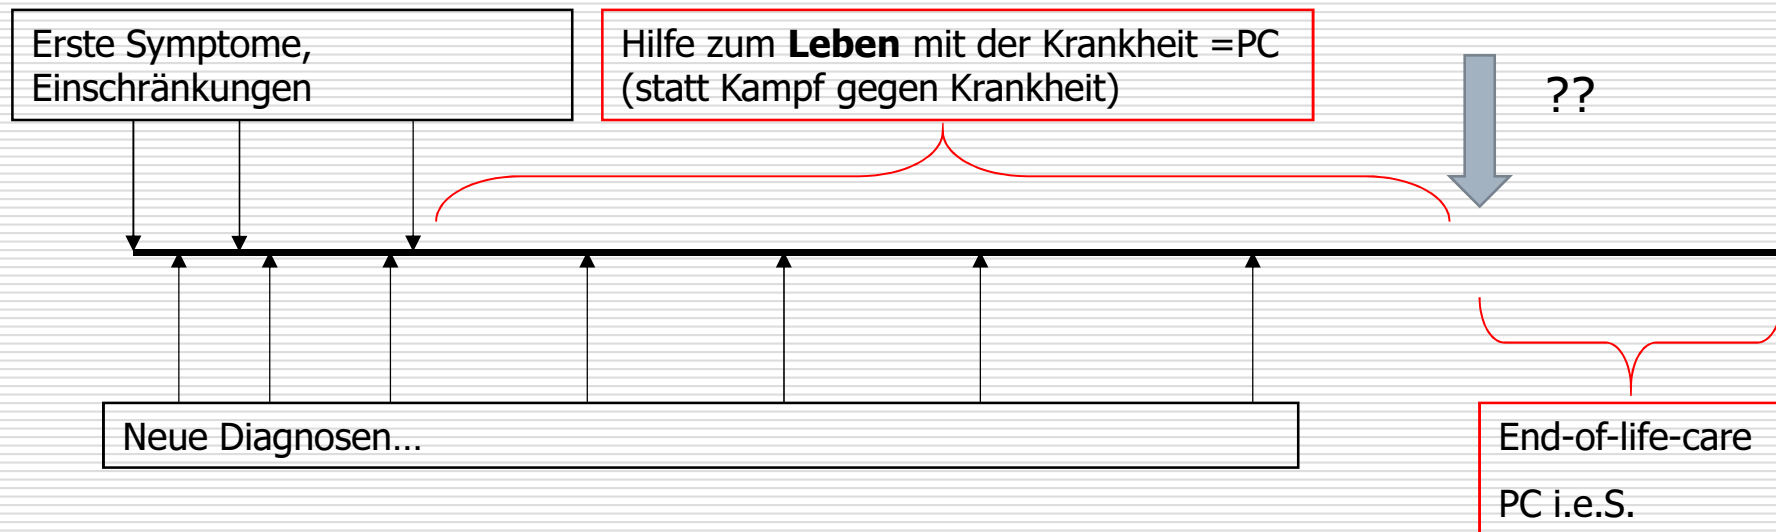 Erste Symptome,
Einschränkungen
Hilfe zum Leben mit der Krankheit =PC
(statt Kampf gegen Krankheit)
??
Neue Diagnosen…
End-of-life-care
PC i.e.S.